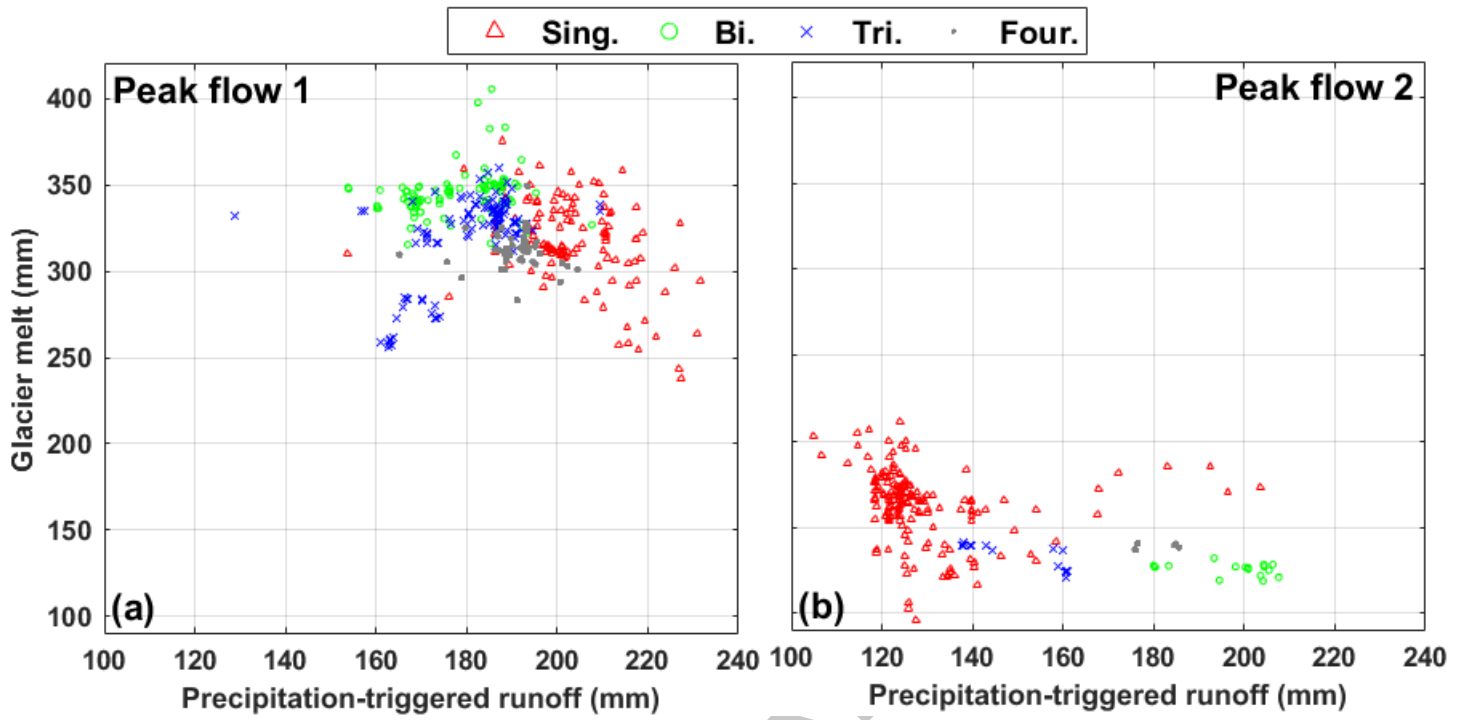 Sing. Bi. Tri. Four.
Peak flow 1
Peak flow 2
400
350
300
250
200
150
100
Glacier melt (mm)
(a)
(b)
100 120 140 160 180 200 220 240
100 120 140 160 180 200 220 240
Precipitation-triggered runoff (mm)
Precipitation-triggered runoff (mm)